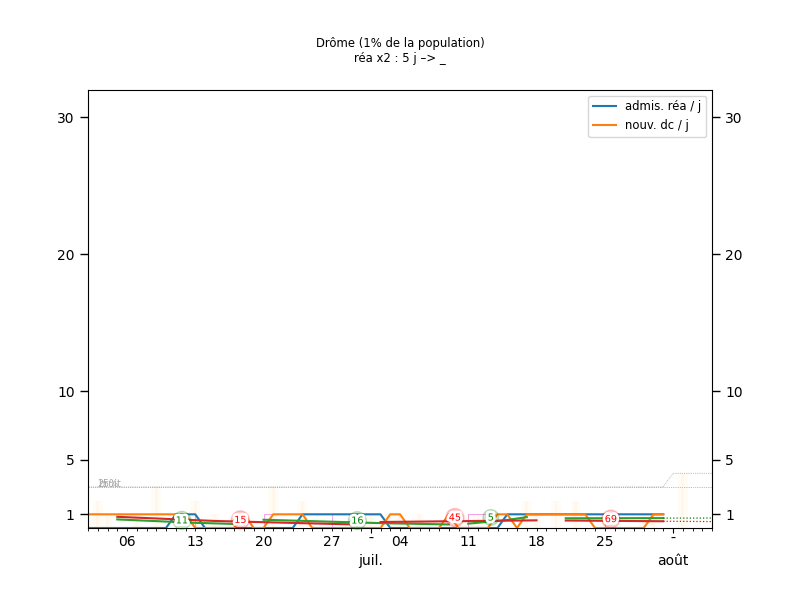 Drôme (1% de la population)
réa x2 : 5 j –> _
admis. réa / j
nouv. dc / j
30 30
20 20
10 10
5 5
1 1
11 15 16 45 5 69
06 13 20 27 - 04 11 18 25 -
juil. août